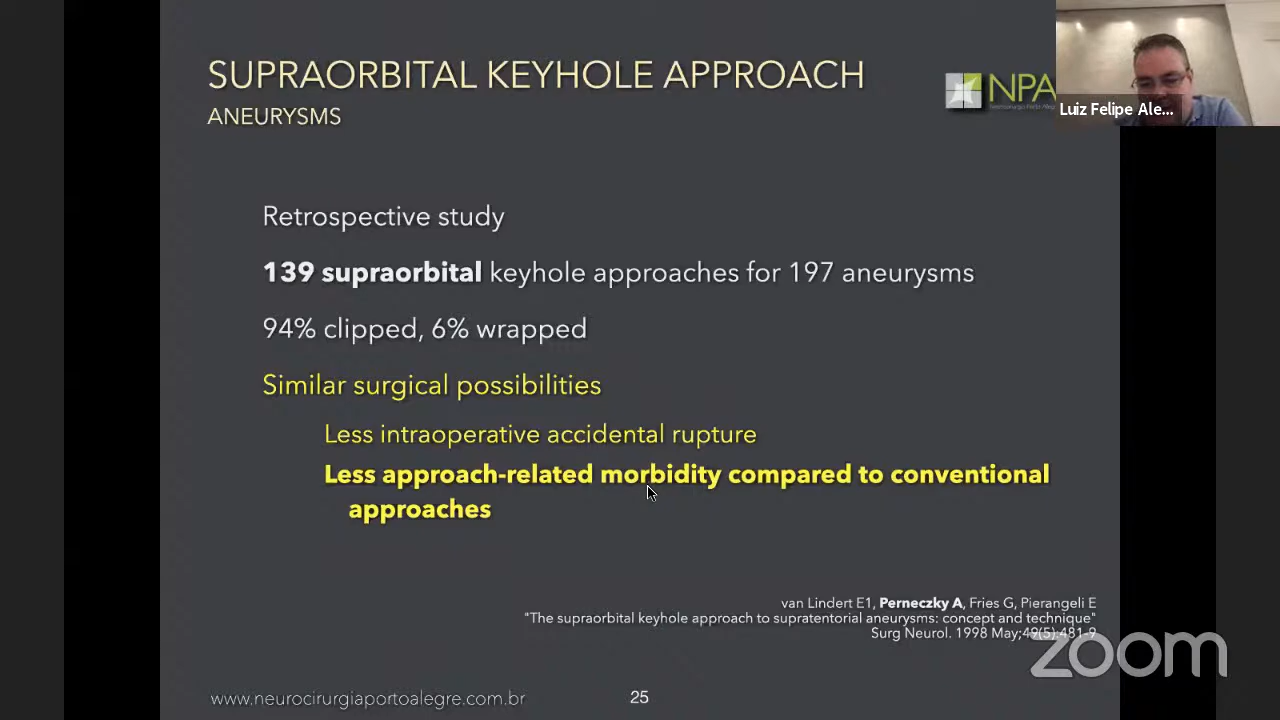 SUPRAORBITAL KEYHOLE APPROACH
ANEURYSMS
NPA
Luiz Felipe Ale...
Retrospective study
139 supraorbital keyhole approaches for 197 aneurysms
94% clipped, 6% wrapped
Similar surgical possibilities
Less intraoperative accidental rupture
Less approach-related morbidity compared to conventional
approaches
van Lindert E1, Perneczky A, Fries G, Pierangeli E
"The supraorbital keyhole approach to supratentorial aneurysms: concept and technique"
Surg Neurol. 1998 May;49(5):481-9
zoom
www.neurocirurgiaportoalegre.com.br
25